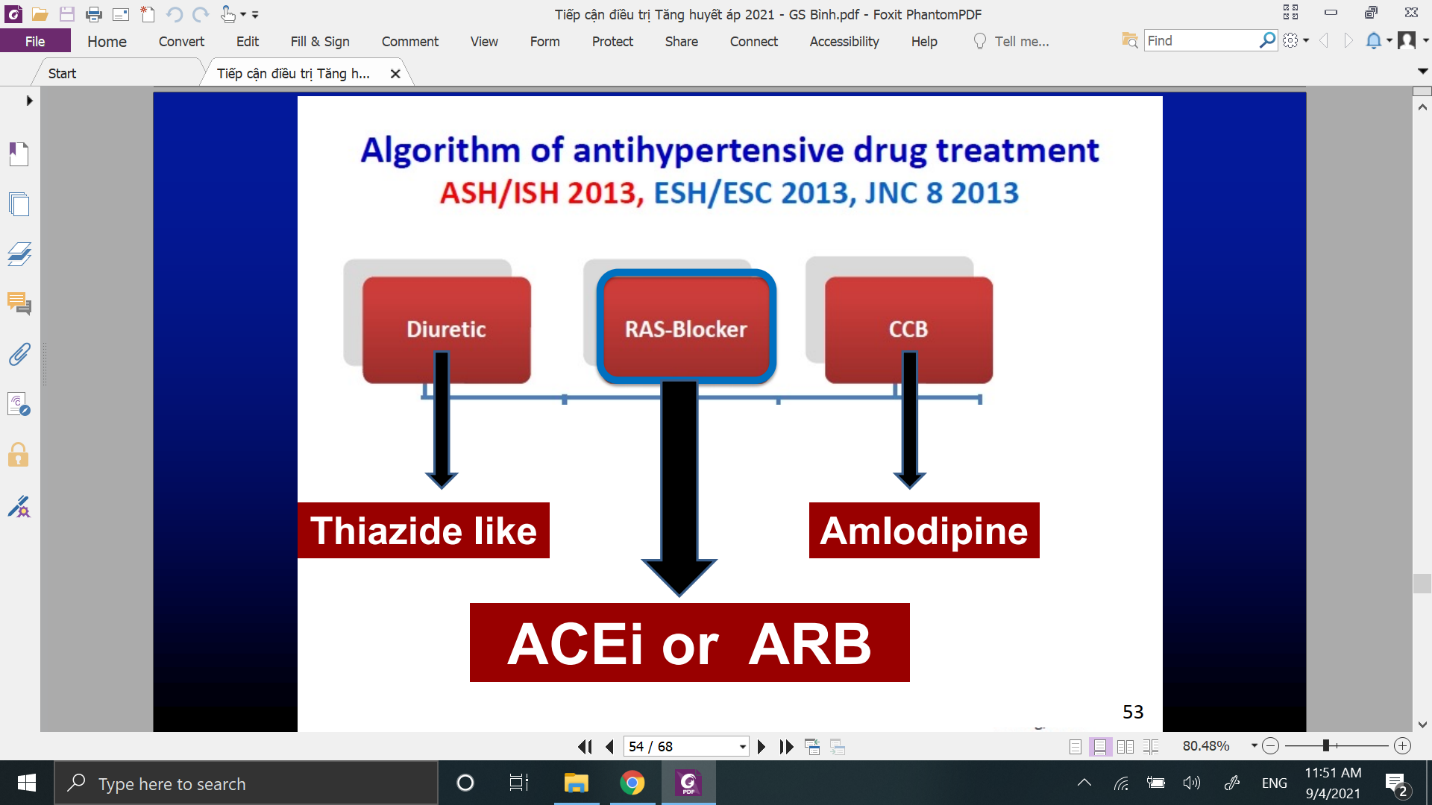 Tiếp cận điều trị Tăng huyết áp 2021 - GS Binh.pdf - Foxit PhantomPDF
File Home Convert Edit Fill & Sign Comment View Form Protect Share Connect Accessibility Help Tell me... Find
Start Tiếp cận điều trị Tăng h...
Algorithm of antihypertensive drug treatment
ASH/ISH 2013, ESH/ESC 2013, JNC 8 2013
Diuretic RAS-Blocker CCB
Thiazide like Amlodipine
ACEi or ARB
53
54 / 68 80.48%
Type here to search ENG 11:51 AM
9/4/2021 2
PDF